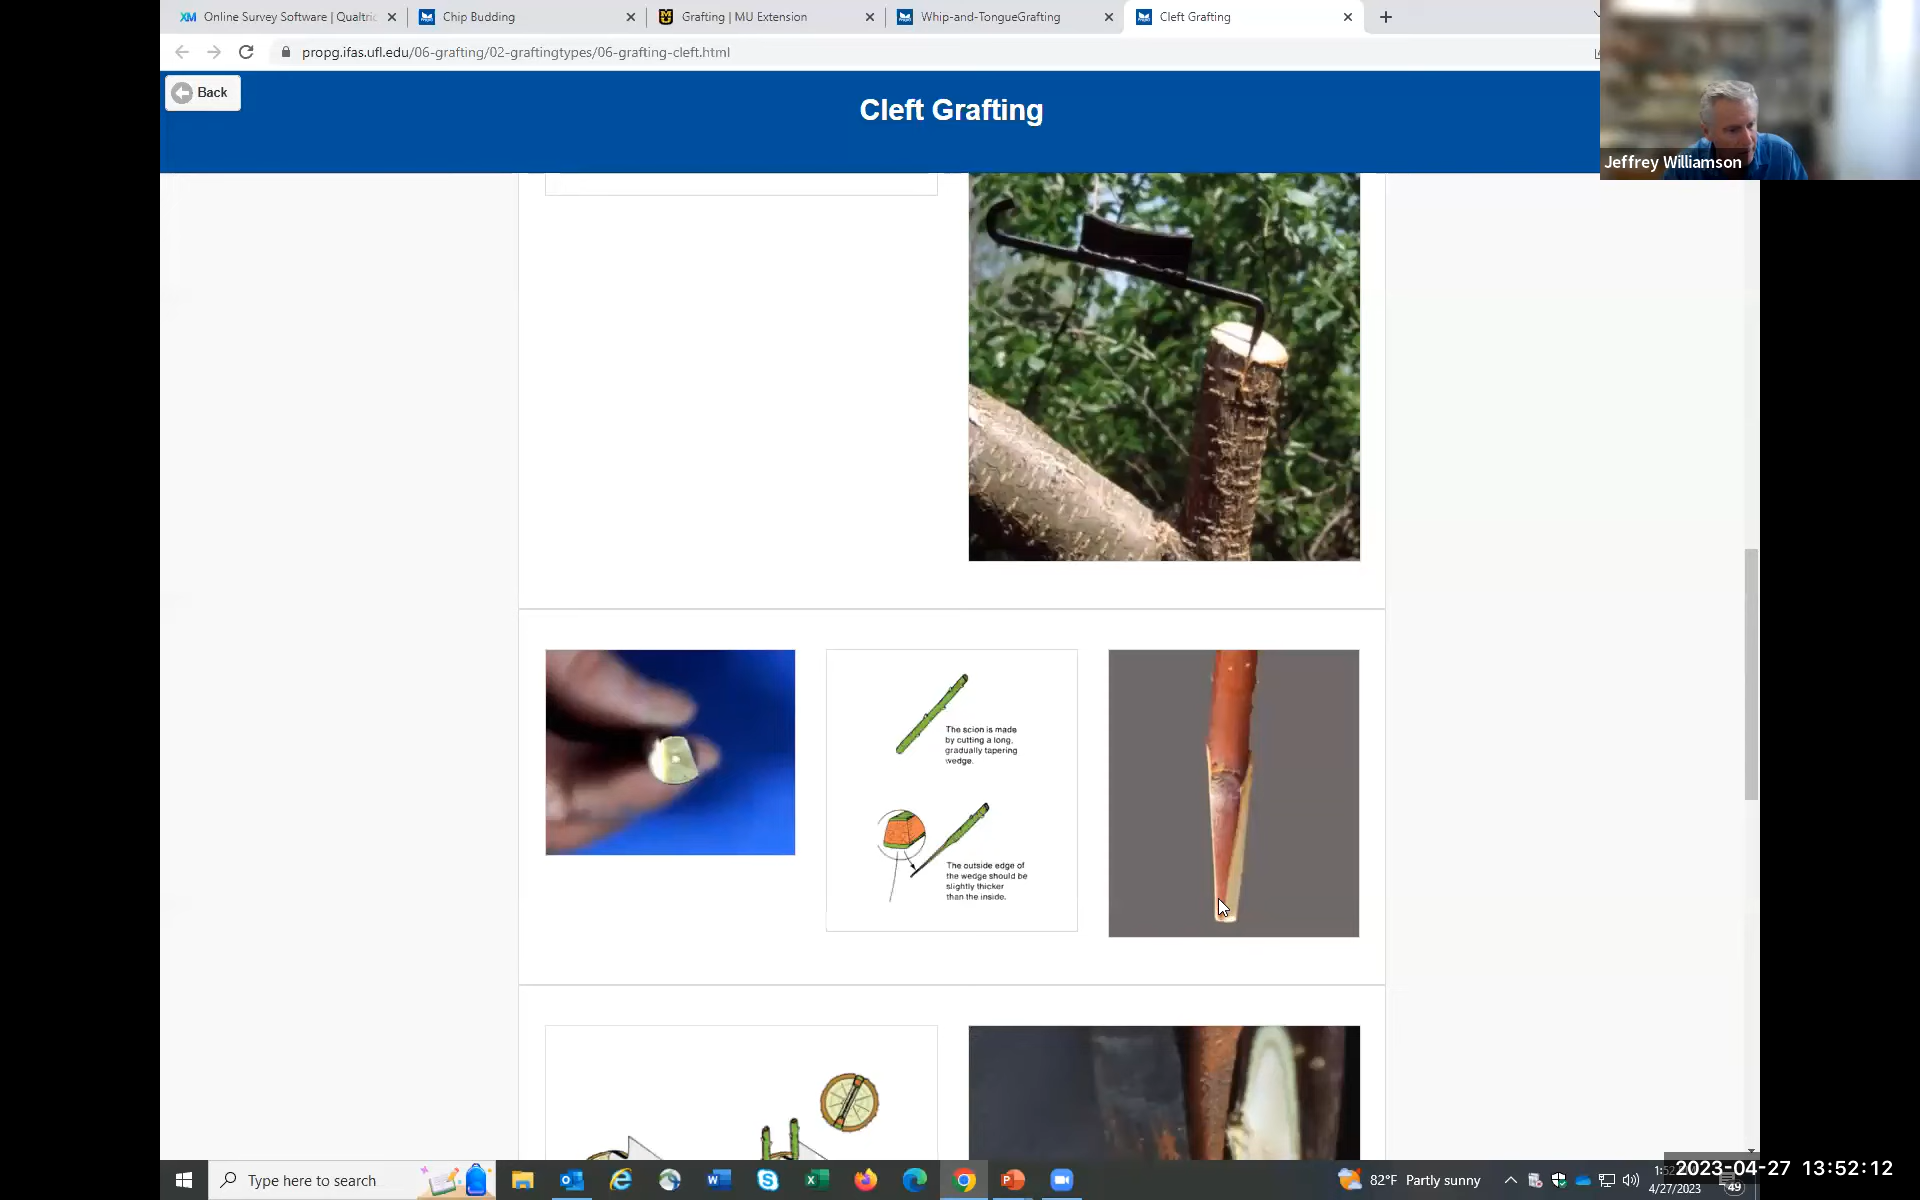 Online Survey Software | Qualtric
Chip Budding
Grafting | MU Extension
Whip-and-TongueGrafting
Cleft Grafting
propg.ifas.ufl.edu/06-grafting/02-graftingtypes/06-grafting-cleft.html
Back
Cleft Grafting
Jeffrey Williamson
The scion is made
by cutting a long,
gradually tapering
wedge.
The outside edge of
the wedge should be
slightly thicker
than the inside.
Type here to search
82°F Partly sunny
4/27/2023
49
2023-04-27 13:52:12